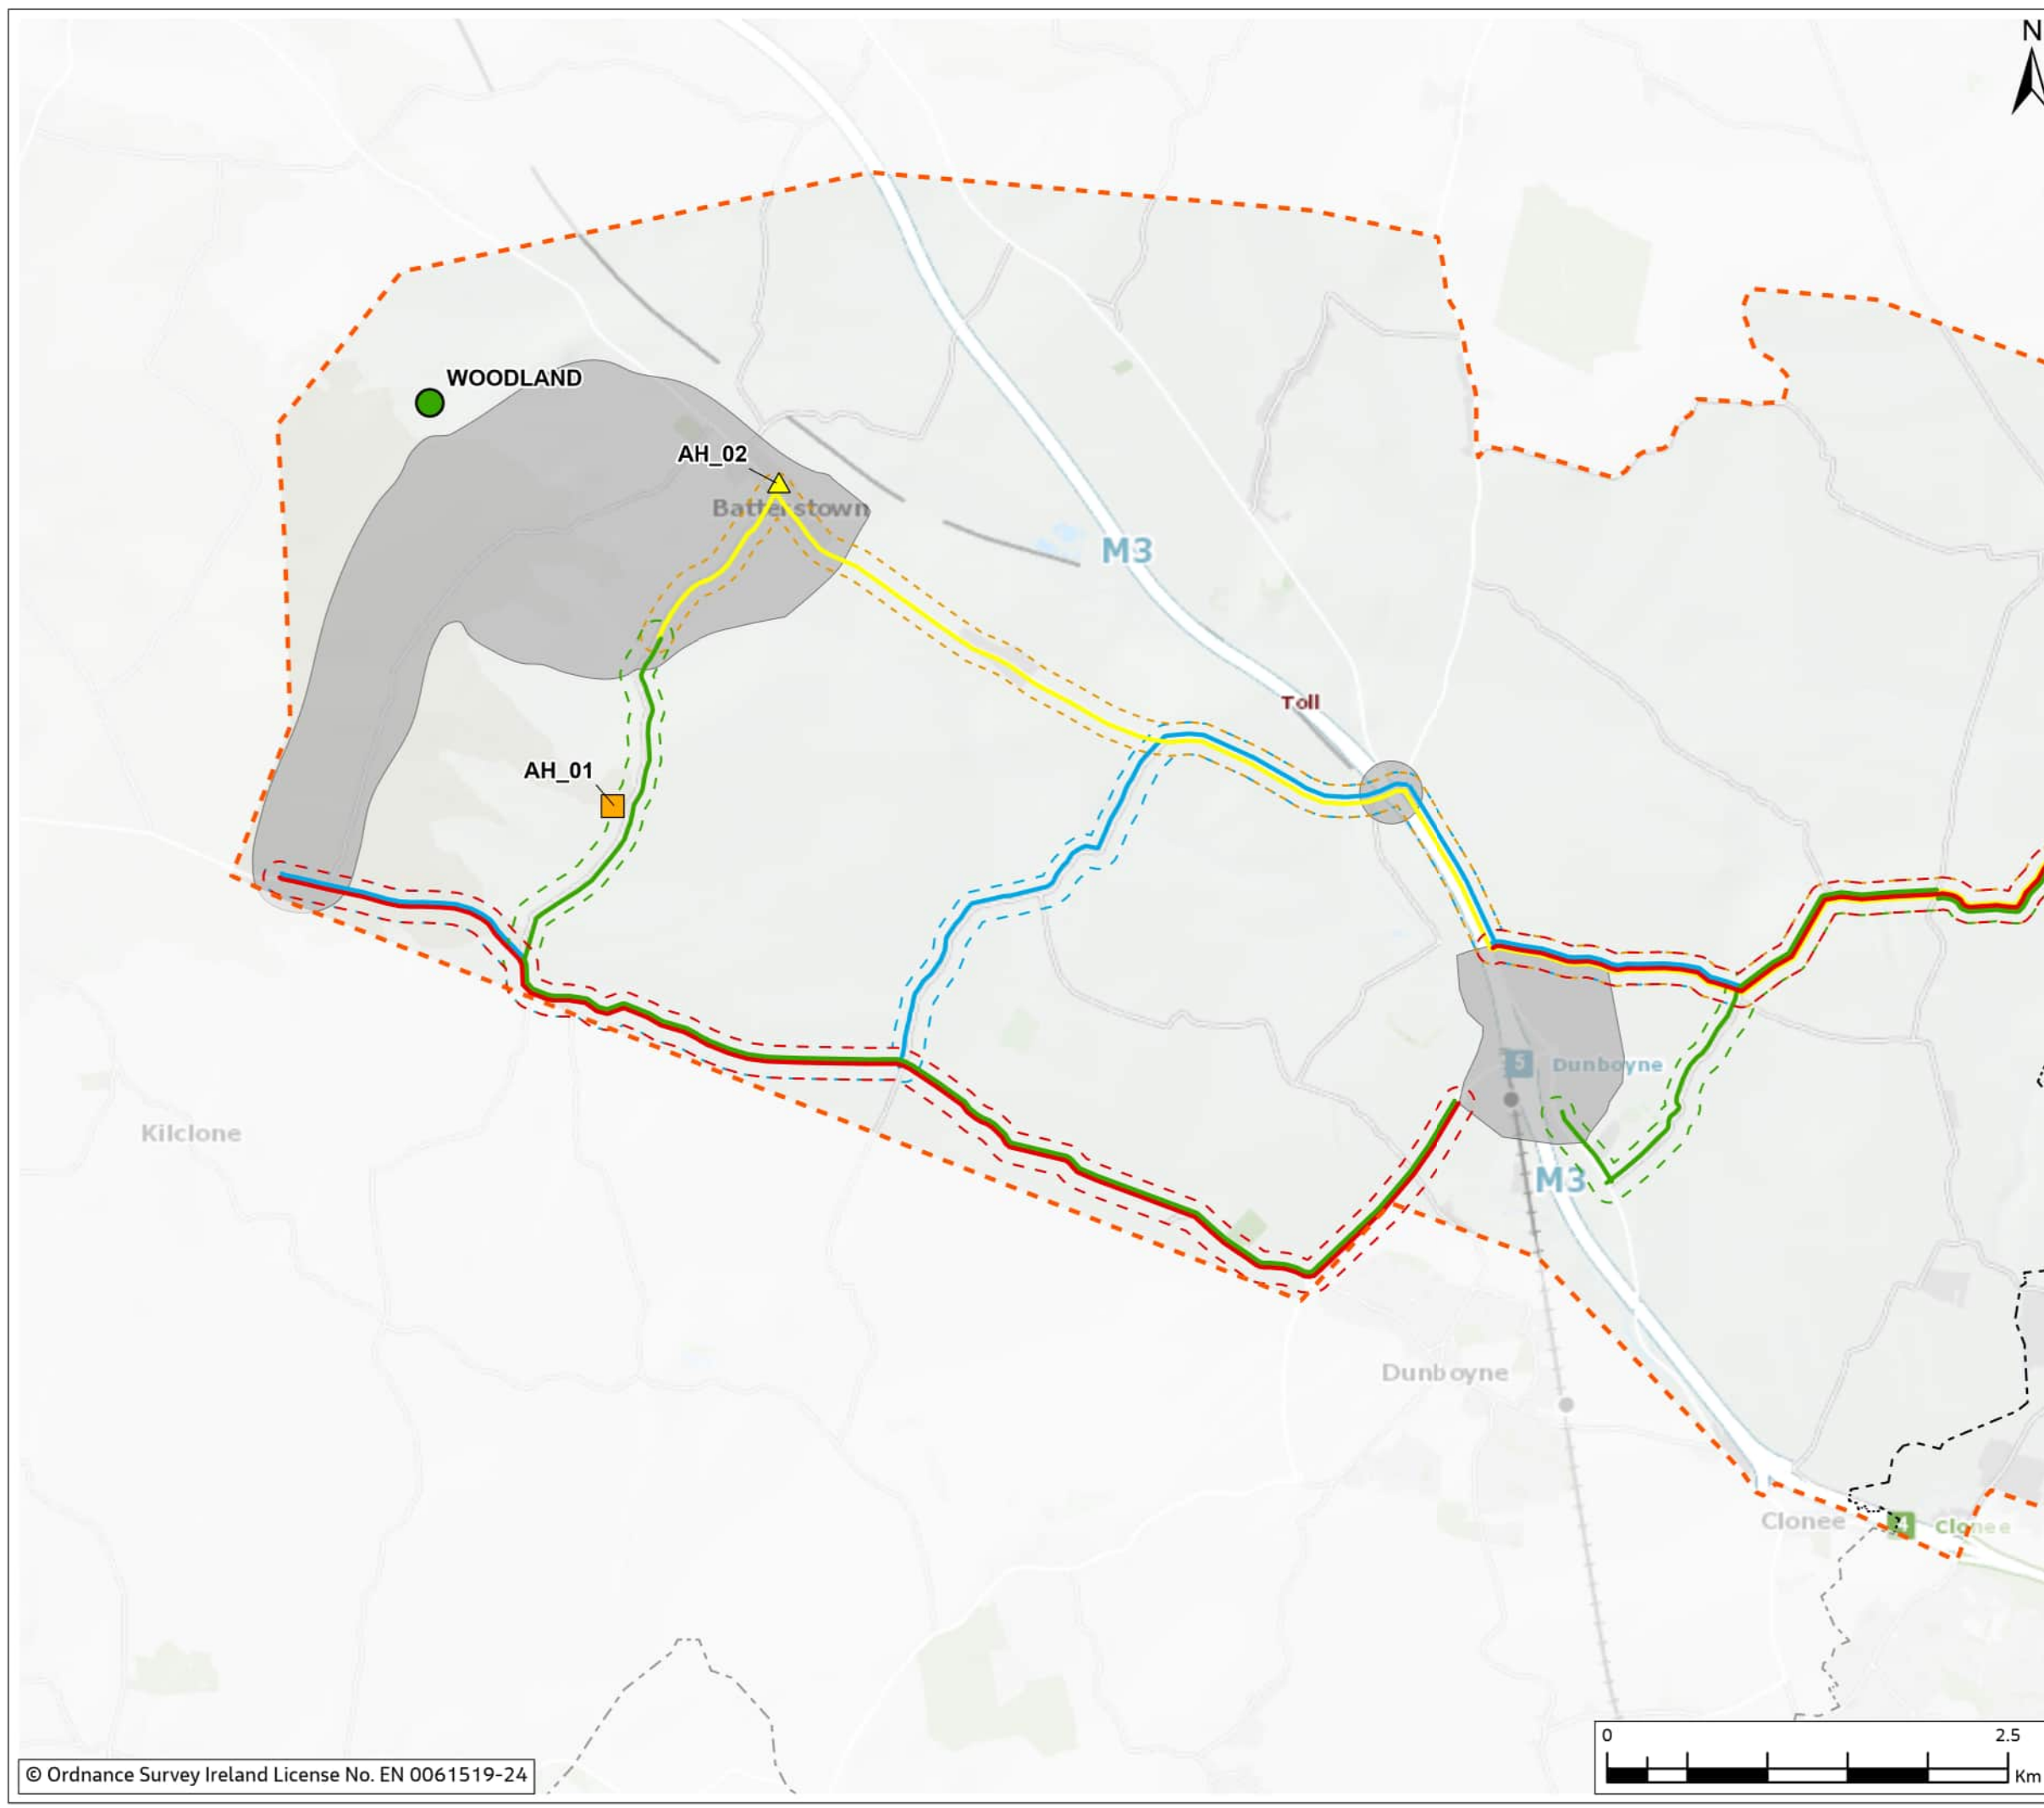 N
WOODLAND
AH_02
Batterstown
M3
Toll
AH_01
5 Dunboyne
Kilclone
M3
Dunboyne
Clonee
4 Clonee
0 2.5
Km
© Ordnance Survey Ireland License No. EN 0061519-24